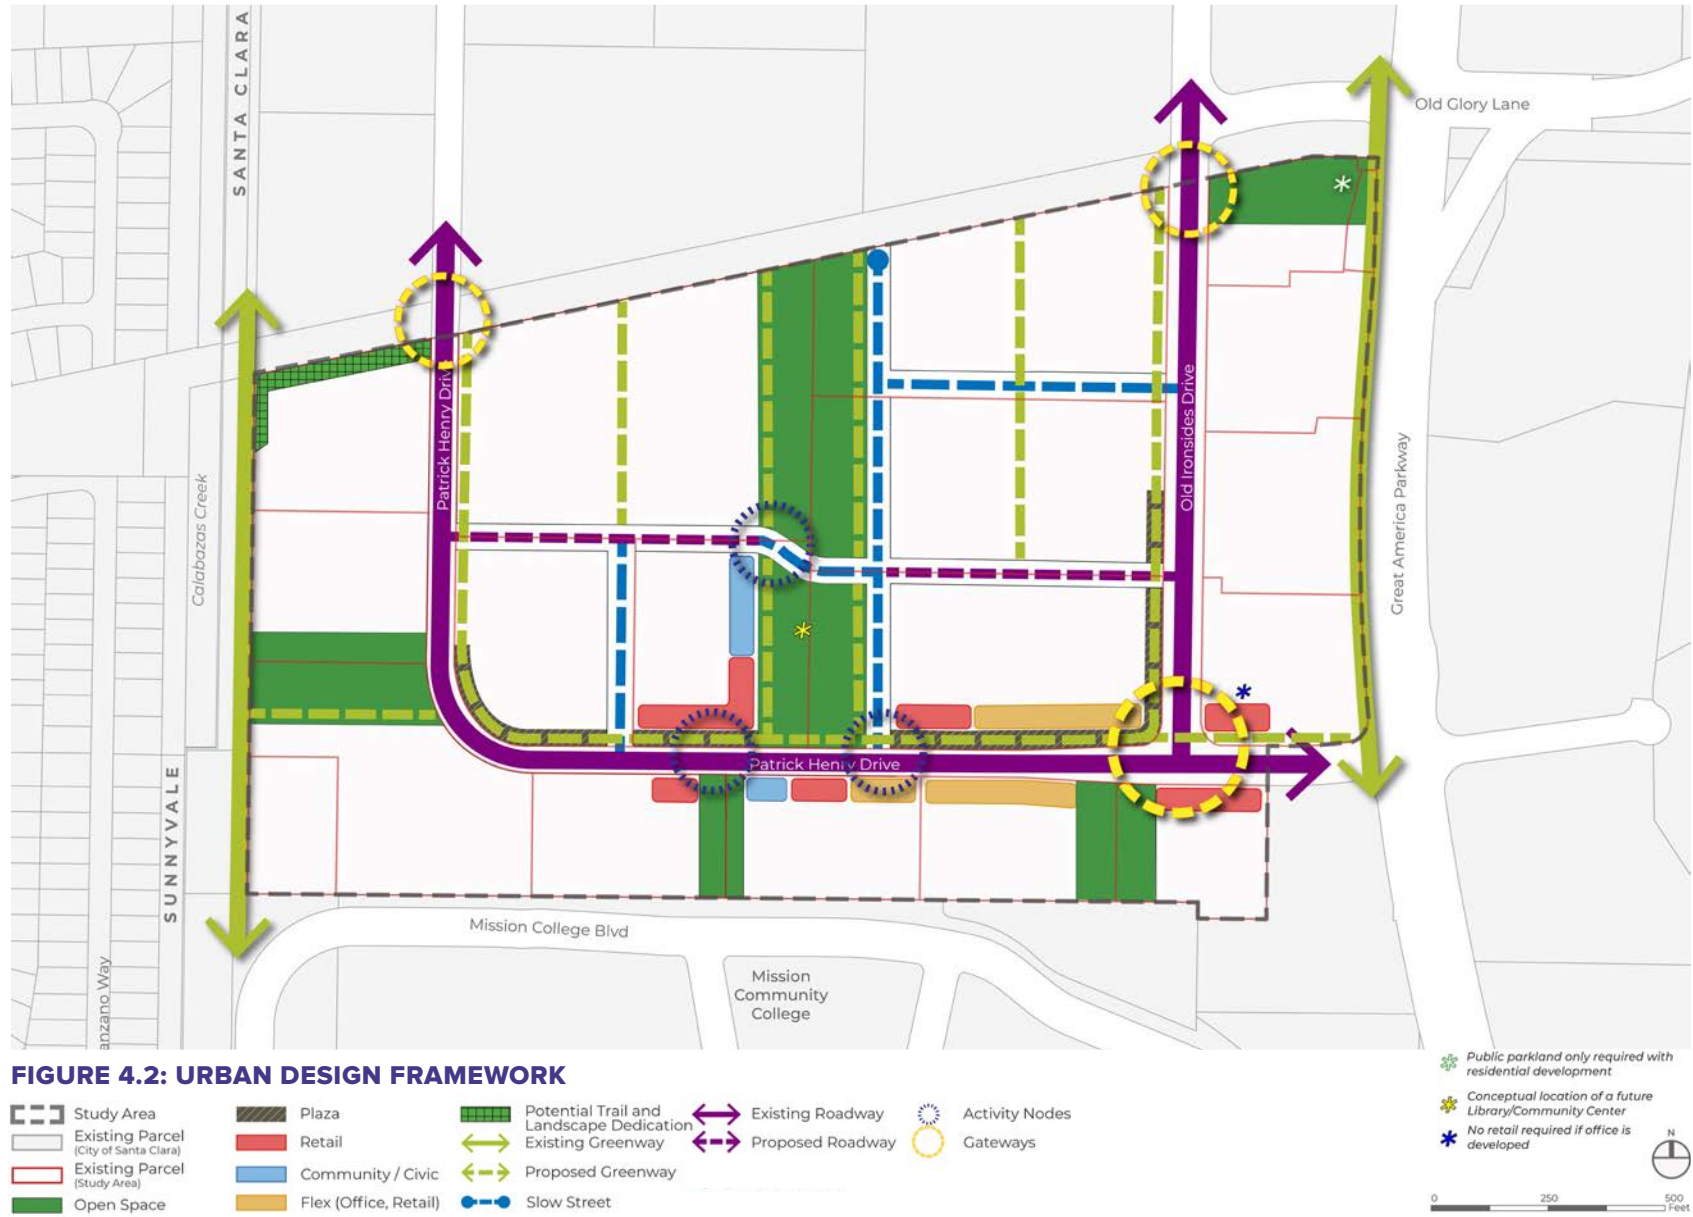 SANTA CLARA
Old Glory Lane
Patrick Henry Drive
Old Ironsides Drive
Calabazas Creek
Great America Parkway
Patrick Henry Drive
SUNNYVALE
Mission College Blvd
Mission
Community
College
anzano Way
FIGURE 4.2: URBAN DESIGN FRAMEWORK
Study Area
Existing Parcel
(City of Santa Clara)
Existing Parcel
(Study Area)
Open Space
Plaza
Retail
Community / Civic
Flex (Office, Retail)
Potential Trail and
Landscape Dedication
Existing Greenway
Proposed Greenway
Slow Street
Existing Roadway
Proposed Roadway
Activity Nodes
Gateways
Public parkland only required with
residential development
Conceptual location of a future
Library/Community Center
No retail required if office is
developed
N
0 250 500
Feet